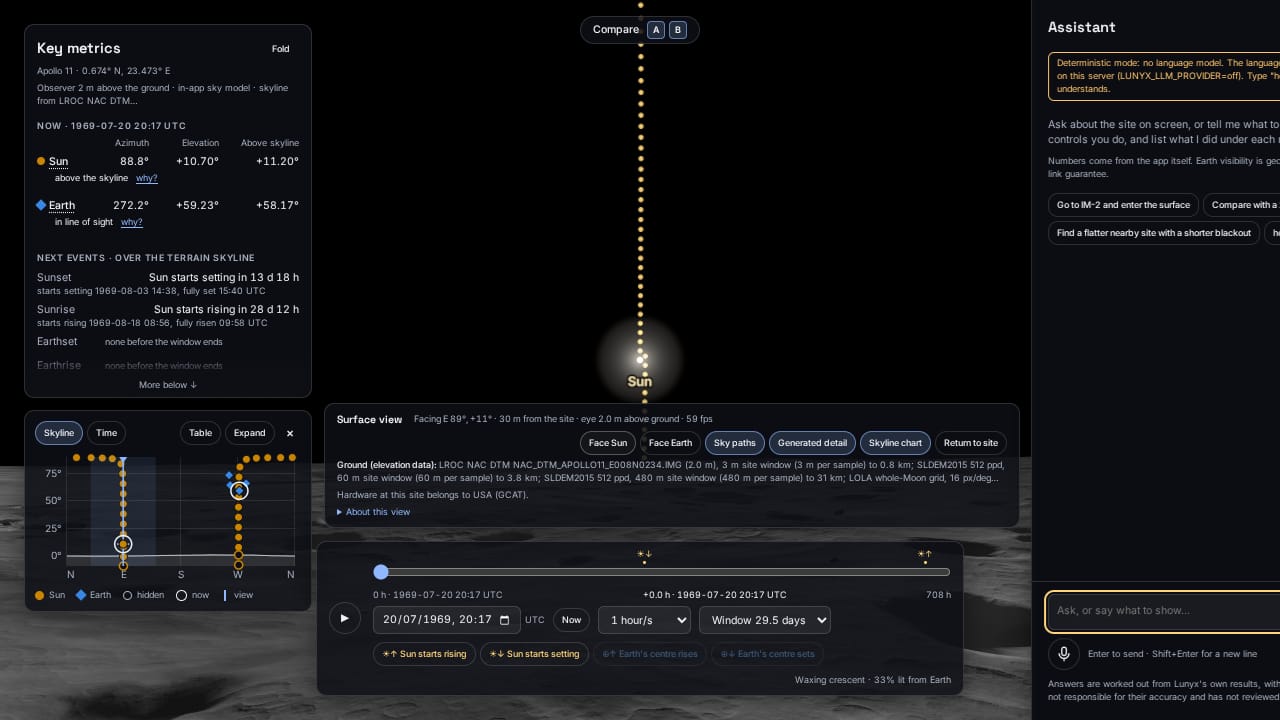 Key metrics
Fold
Apollo 11 · 0.674° N, 23.473° E
Observer 2 m above the ground · in-app sky model · skyline
from LROC NAC DTM...
NOW · 1969-07-20 20:17 UTC
Azimuth Elevation Above skyline
Sun 88.8° +10.70° +11.20°
above the skyline why?
Earth 272.2° +59.23° +58.17°
in line of sight why?
NEXT EVENTS · OVER THE TERRAIN SKYLINE
Sunset Sun starts setting in 13 d 18 h
starts setting 1969-08-03 14:38, fully set 15:40 UTC
Sunrise Sun starts rising in 28 d 12 h
starts rising 1969-08-18 08:56, fully risen 09:58 UTC
Earthset none before the window ends
Earthrise none before the window ends
More below ↓
Skyline Time Table Expand ×
75°
50°
25°
0°
N E S W N
Sun Earth hidden now view
Compare A B
Sun
Surface view Facing E 89°, +11° · 30 m from the site · eye 2.0 m above ground · 59 fps
Face Sun Face Earth Sky paths Generated detail Skyline chart Return to site
Ground (elevation data): LROC NAC DTM NAC_DTM_APOLLO11_E008N0234.IMG (2.0 m), 3 m site window (3 m per sample) to 0.8 km; SLDEM2015 512 ppd,
60 m site window (60 m per sample) to 3.8 km; SLDEM2015 512 ppd, 480 m site window (480 m per sample) to 31 km; LOLA whole-Moon grid, 16 px/deg...
Hardware at this site belongs to USA (GCAT).
▶ About this view
☀↓ ☀↑
0 h · 1969-07-20 20:17 UTC +0.0 h · 1969-07-20 20:17 UTC 708 h
▶ 20/07/1969, 20:17 UTC Now 1 hour/s Window 29.5 days
☀↑ Sun starts rising ☀↓ Sun starts setting ⊕↑ Earth's centre rises ⊕↓ Earth's centre sets
Waxing crescent · 33% lit from Earth
Assistant
Deterministic mode: no language model. The language
on this server (LUNYX_LLM_PROVIDER=off). Type "he
understands.
Ask about the site on screen, or tell me what to
controls you do, and list what I did under each r
Numbers come from the app itself. Earth visibility is geo
link guarantee.
Go to IM-2 and enter the surface Compare with a
Find a flatter nearby site with a shorter blackout he
Ask, or say what to show...
Enter to send · Shift+Enter for a new line
Answers are worked out from Lunyx's own results, with
not responsible for their accuracy and has not reviewed